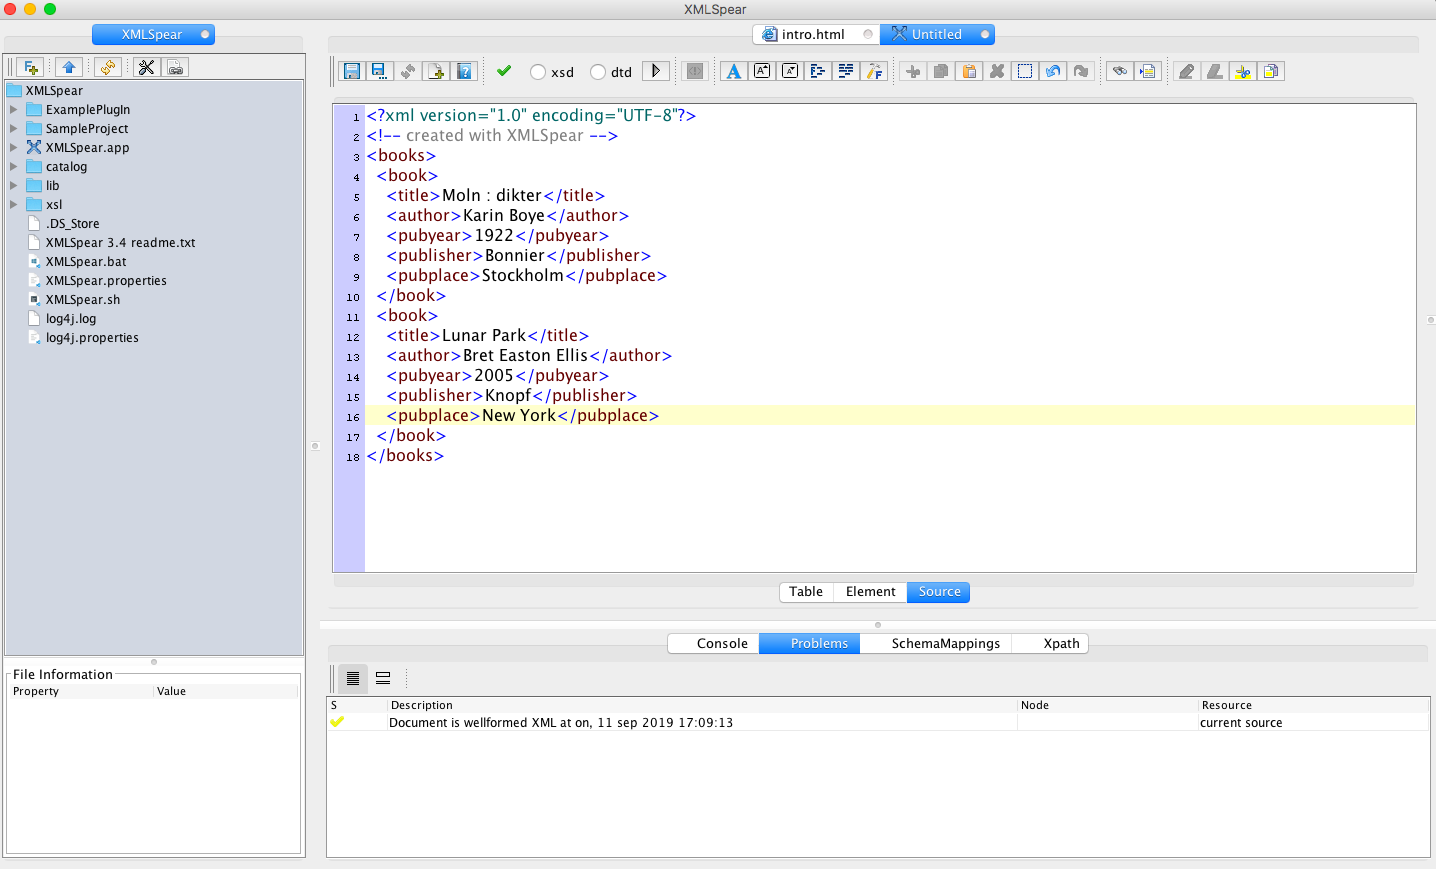 XMLSpear
XMLSpear
intro.html
Untitled
xsd
dtd
XMLSpear
ExamplePlugIn
SampleProject
XMLSpear.app
catalog
lib
xsl
.DS_Store
XMLSpear 3.4 readme.txt
XMLSpear.bat
XMLSpear.properties
XMLSpear.sh
log4j.log
log4j.properties
File Information
Property Value
1 <?xml version="1.0" encoding="UTF-8"?>
2 <!-- created with XMLSpear -->
3 <books>
4 <book>
5 <title>Moln : dikter</title>
6 <author>Karin Boye</author>
7 <pubyear>1922</pubyear>
8 <publisher>Bonnier</publisher>
9 <pubplace>Stockholm</pubplace>
10 </book>
11 <book>
12 <title>Lunar Park</title>
13 <author>Bret Easton Ellis</author>
14 <pubyear>2005</pubyear>
15 <publisher>Knopf</publisher>
16 <pubplace>New York</pubplace>
17 </book>
18 </books>
Table Element Source
Console Problems SchemaMappings Xpath
S Description Node Resource
Document is wellformed XML at on, 11 sep 2019 17:09:13 current source